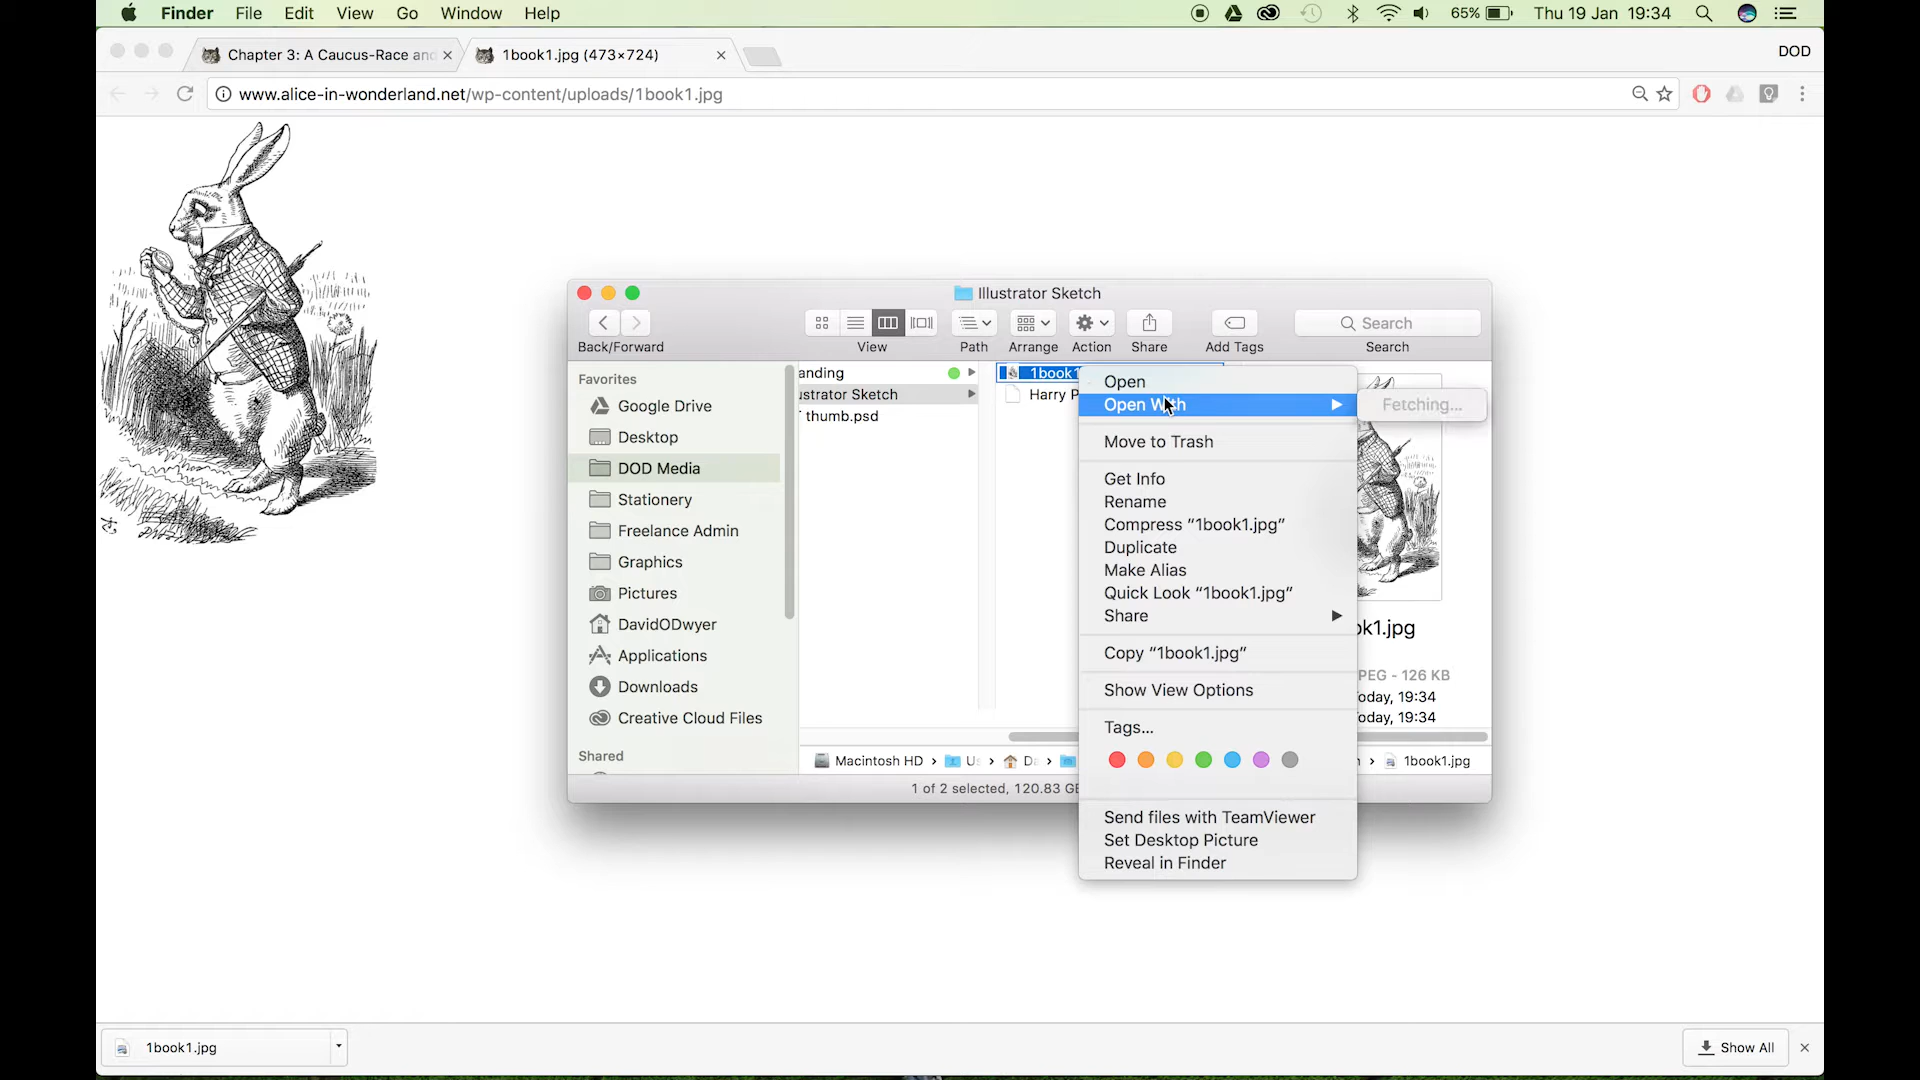 Finder File Edit View Go Window Help 65% Thu 19 Jan 19:34
Chapter 3: A Caucus-Race an 1book1.jpg (473×724) DOD
www.alice-in-wonderland.net/wp-content/uploads/1book1.jpg
Illustrator Sketch
Search
Back/Forward View Path Arrange Action Share Add Tags Search
Favorites
Google Drive
Desktop
DOD Media
Stationery
Freelance Admin
Graphics
Pictures
DavidODwyer
Applications
Downloads
Creative Cloud Files
Shared
anding
ustrator Sketch
thumb.psd
1book1
Harry P
Open
Open With
Fetching...
Move to Trash
Get Info
Rename
Compress “1book1.jpg”
Duplicate
Make Alias
Quick Look “1book1.jpg”
Share
Copy “1book1.jpg”
Show View Options
Tags...
Send files with TeamViewer
Set Desktop Picture
Reveal in Finder
ok1.jpg
PEG - 126 KB
oday, 19:34
oday, 19:34
Macintosh HD › Us › Da › 1book1.jpg
1 of 2 selected, 120.83 GB
1book1.jpg
Show All